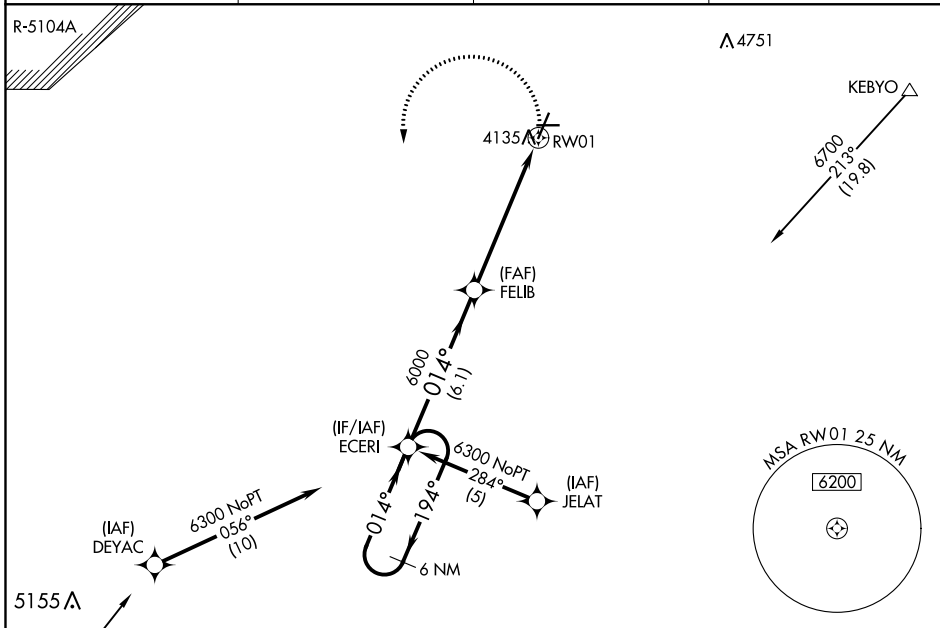 R-5104A
4751
KEBYO
6700
213°
(19.8)
4135
RW01
(FAF)
FELIB
6000
014°
(6.1)
(IF/IAF)
ECERI
6300 NoPT
284°
(5)
(IAF)
JELAT
014°
194°
6 NM
(IAF)
DEYAC
6300 NoPT
056°
(10)
5155
MSA RW01 25 NM
6200